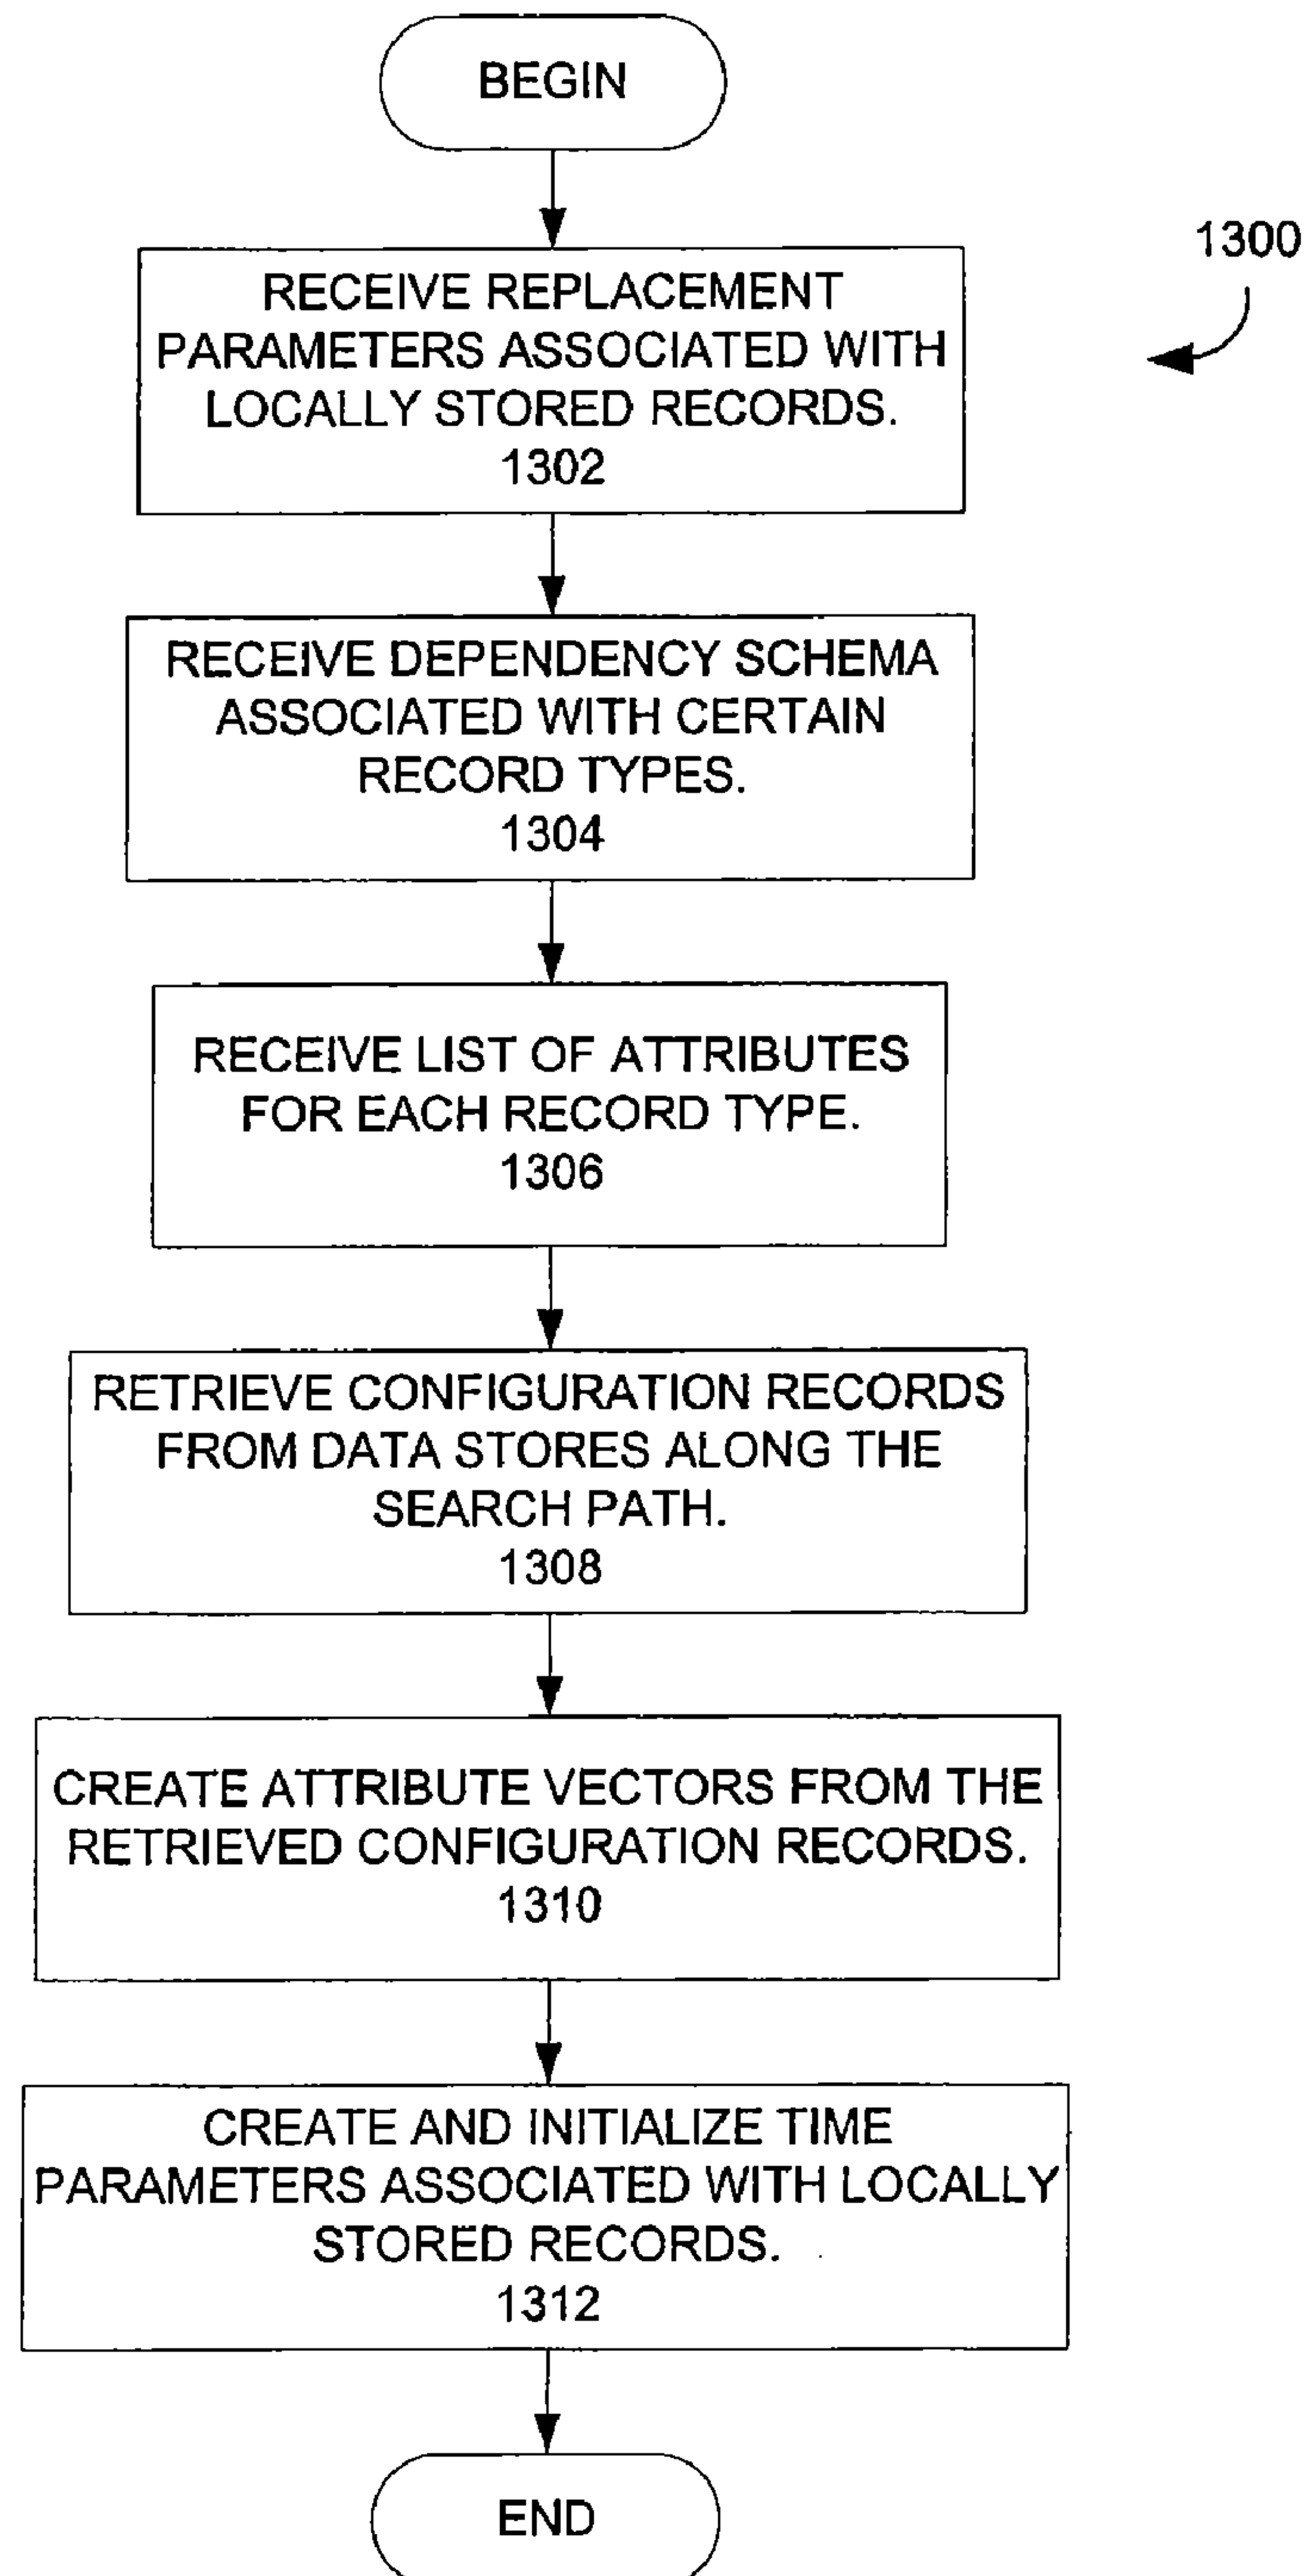 BEGIN
1300
RECEIVE REPLACEMENT
PARAMETERS ASSOCIATED WITH
LOCALLY STORED RECORDS.
1302
RECEIVE DEPENDENCY SCHEMA
ASSOCIATED WITH CERTAIN
RECORD TYPES.
1304
RECEIVE LIST OF ATTRIBUTES
FOR EACH RECORD TYPE.
1306
RETRIEVE CONFIGURATION RECORDS
FROM DATA STORES ALONG THE
SEARCH PATH.
1308
CREATE ATTRIBUTE VECTORS FROM THE
RETRIEVED CONFIGURATION RECORDS.
1310
CREATE AND INITIALIZE TIME
PARAMETERS ASSOCIATED WITH LOCALLY
STORED RECORDS.
1312
END